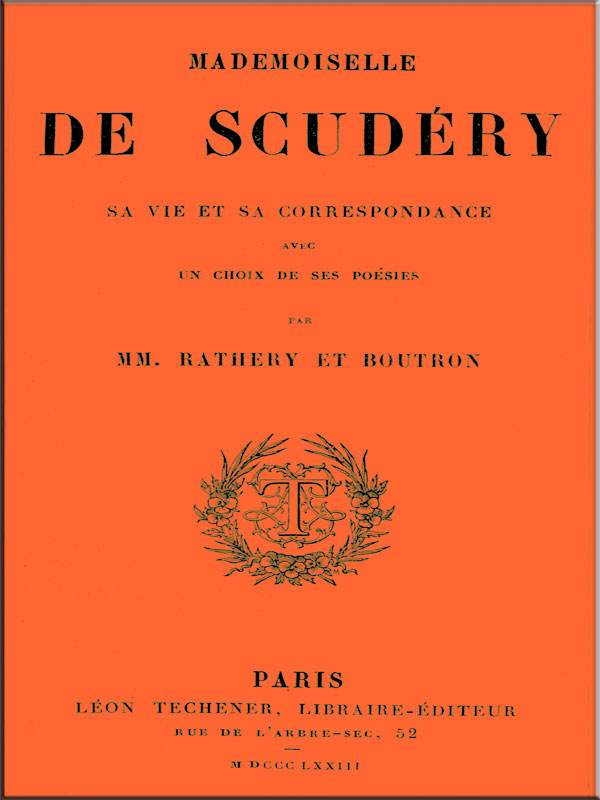 MADEMOISELLE
DE SCUDÉRY
SA VIE ET SA CORRESPONDANCE
AVEC
UN CHOIX DE SES POÉSIES
PAR
MM. RATHERY ET BOUTRON
T
PARIS
LÉON TECHENER, LIBRAIRE-ÉDITEUR
RUE DE L'ARBRE-SEC, 52
M DCCC LXXIII